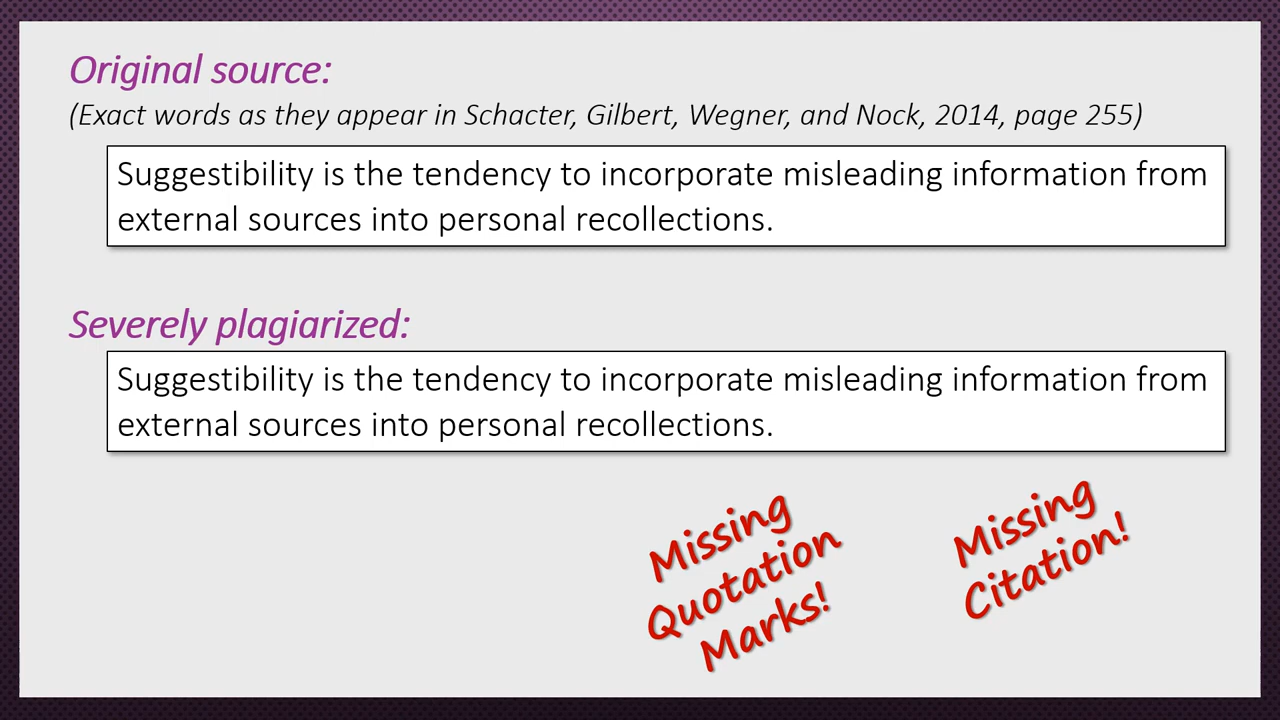 Original source:
(Exact words as they appear in Schacter, Gilbert, Wegner, and Nock, 2014, page 255)
Suggestibility is the tendency to incorporate misleading information from
external sources into personal recollections.
Severely plagiarized:
Suggestibility is the tendency to incorporate misleading information from
external sources into personal recollections.
Missing
Quotation
Marks!
Missing
Citation!